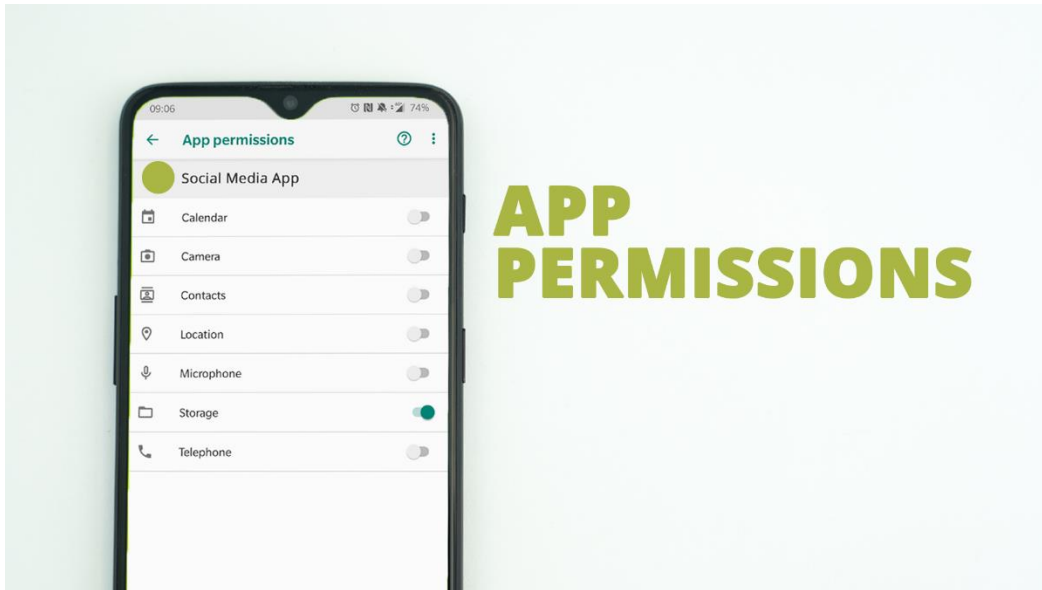 09:06 74%
App permissions
Social Media App
Calendar
Camera
Contacts
Location
Microphone
Storage
Telephone
APP
PERMISSIONS